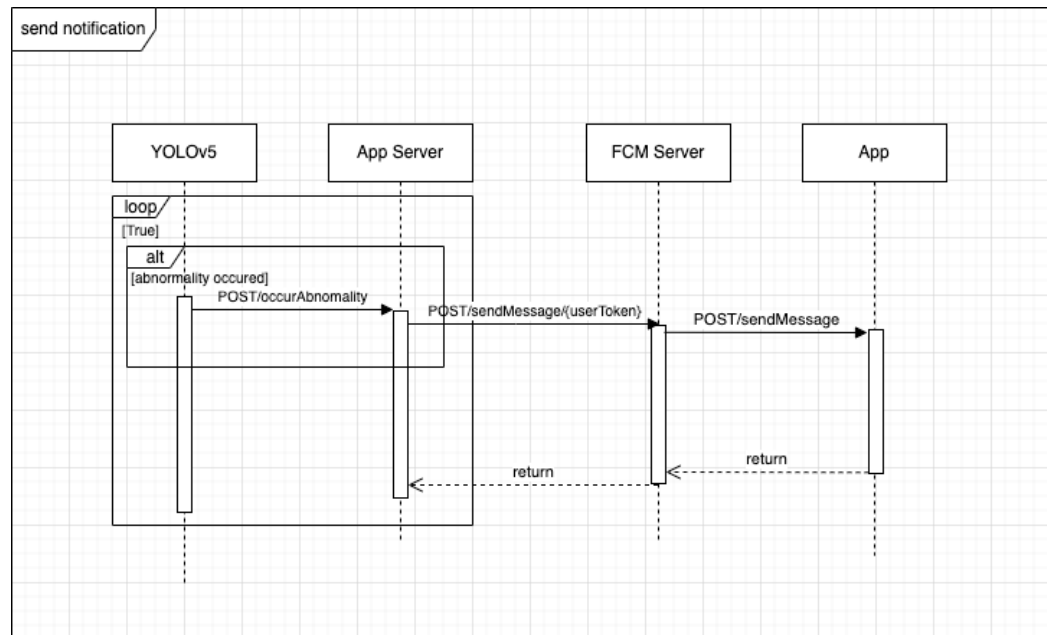 send notification
YOLOv5
App Server
FCM Server
App
loop
[True]
alt
[abnormality occured]
POST/occurAbnomality
POST/sendMessage/{userToken}
POST/sendMessage
return
return